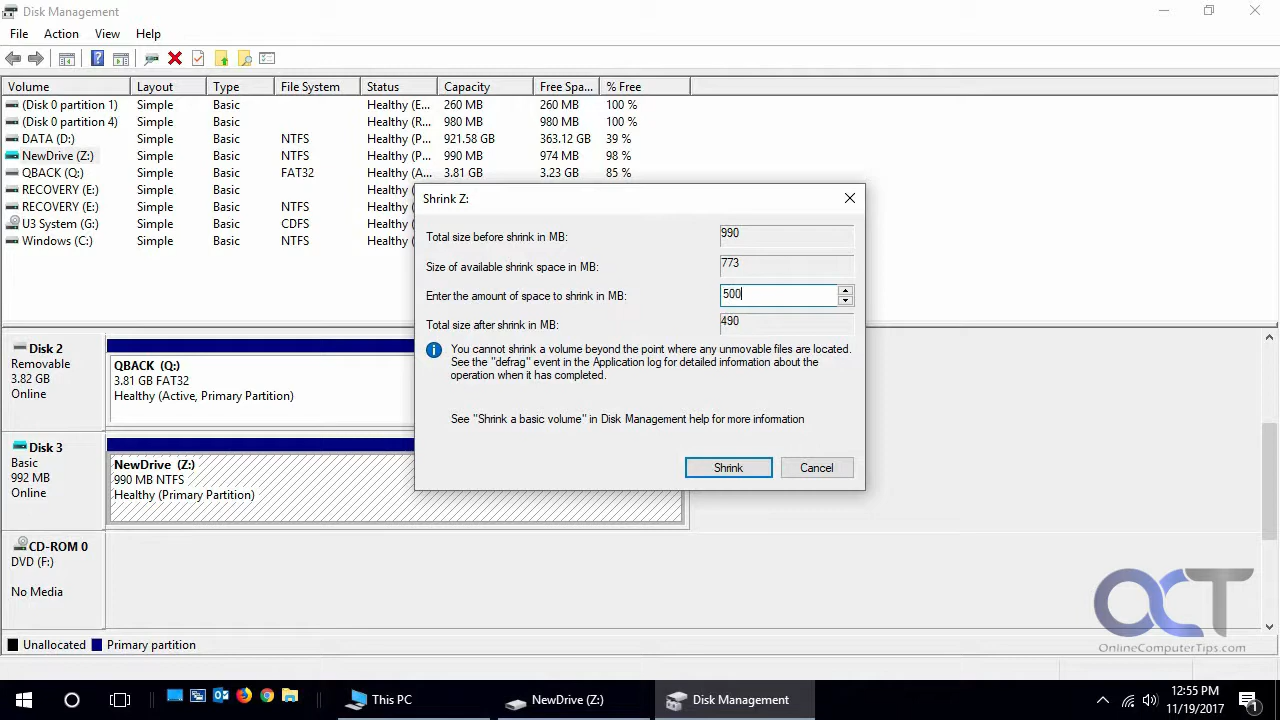 Disk Management
File Action View Help
Volume Layout Type File System Status Capacity Free Spa... % Free
(Disk 0 partition 1) Simple Basic Healthy (E... 260 MB 260 MB 100 %
(Disk 0 partition 4) Simple Basic Healthy (R... 980 MB 980 MB 100 %
DATA (D:) Simple Basic NTFS Healthy (P... 921.58 GB 363.12 GB 39 %
NewDrive (Z:) Simple Basic NTFS Healthy (P... 990 MB 974 MB 98 %
QBACK (Q:) Simple Basic FAT32 Healthy (A... 3.81 GB 3.23 GB 85 %
RECOVERY (E:) Simple Basic NTFS Healthy
RECOVERY (E:) Simple Basic NTFS Healthy
U3 System (G:) Simple Basic CDFS Healthy
Windows (C:) Simple Basic NTFS Healthy
Shrink Z:
Total size before shrink in MB: 990
Size of available shrink space in MB: 773
Enter the amount of space to shrink in MB: 500
Total size after shrink in MB: 490
You cannot shrink a volume beyond the point where any unmovable files are located.
See the "defrag" event in the Application log for detailed information about the
operation when it has completed.
See "Shrink a basic volume" in Disk Management help for more information
Shrink Cancel
Disk 2
Removable
3.82 GB
Online
QBACK (Q:)
3.81 GB FAT32
Healthy (Active, Primary Partition)
Disk 3
Basic
992 MB
Online
NewDrive (Z:)
990 MB NTFS
Healthy (Primary Partition)
CD-ROM 0
DVD (F:)
No Media
OCT
OnlineComputerTips.com
Unallocated Primary partition
This PC NewDrive (Z:) Disk Management
12:55 PM
11/19/2017
1